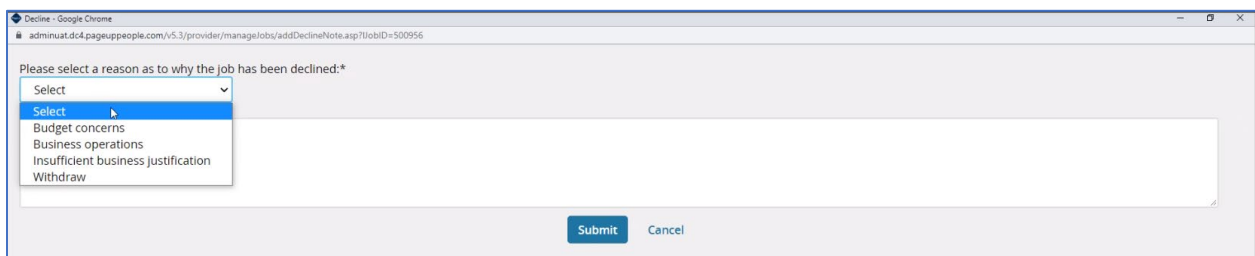 Decline - Google Chrome
adminuat.dc4.pageuppeople.com/v5.3/provider/manageJobs/addDeclineNote.asp?lJobID=500956
Please select a reason as to why the job has been declined:*
Select
Select
Budget concerns
Business operations
Insufficient business justification
Withdraw
Submit Cancel